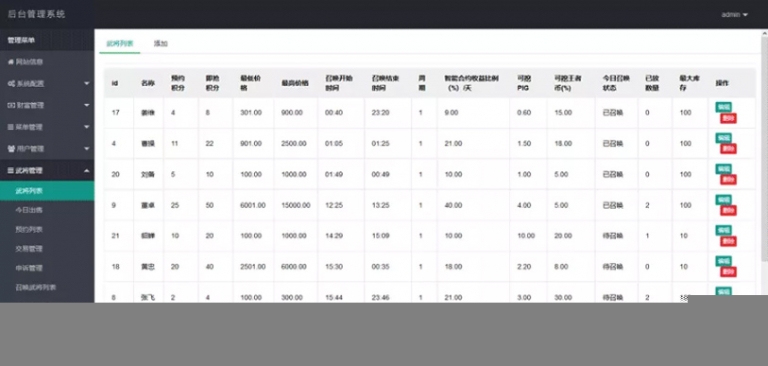 后台管理系统
admin
管理菜单
网站信息
系统配置
财富管理
菜单管理
用户管理
武将管理
武将列表
今日出售
预约列表
交易管理
申诉管理
召唤武将列表
武将列表 添加
id 名称 预约积分 即抢积分 最低价格 最高价格 召唤开始时间 召唤结束时间 周期 智能合约收益比例（%）/天 可挖PIG 可挖王者币(%) 今日召唤状态 已放数量 最大库存 操作
17 姜维 4 8 301.00 900.00 00:40 23:20 1 9.00 0.60 15.00 已召唤 0 100 编辑 删除
4 曹操 11 22 901.00 2500.00 01:05 01:25 1 21.00 1.50 18.00 已召唤 0 100 编辑 删除
20 刘备 5 10 100.00 1000.00 01:49 00:49 1 10.00 1.00 5.00 已召唤 0 100 编辑 删除
9 董卓 25 50 6001.00 15000.00 12:25 13:25 1 40.00 4.00 5.00 已召唤 2 100 编辑 删除
21 貂蝉 10 20 100.00 1000.00 14:29 15:09 1 10.00 10.00 20.00 待召唤 1 10 编辑 删除
18 黄忠 20 40 2501.00 6000.00 15:30 00:35 1 18.00 2.20 8.00 待召唤 0 10 编辑 删除
8 张飞 2 4 100.00 300.00 15:44 23:46 1 21.00 3.00 30.00 待召唤 2 编辑